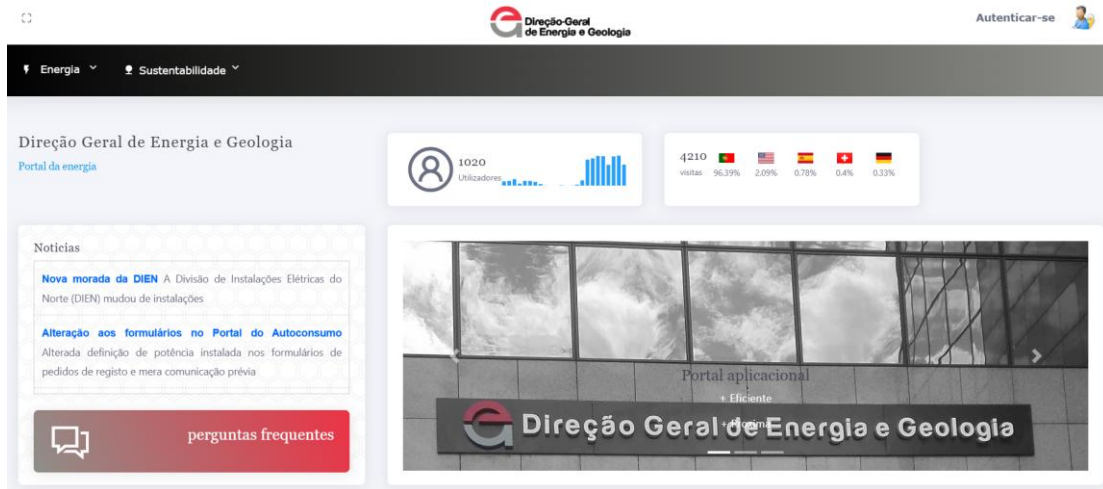 Direção-Geral
de Energia e Geologia
Autenticar-se
Energia
Sustentabilidade
Direção Geral de Energia e Geologia
Portal da energia
1020
Utilizadores
4210
visitas
96.39%
2.09%
0.78%
0.4%
0.33%
Noticias
Nova morada da DIEN A Divisão de Instalações Elétricas do
Norte (DIEN) mudou de instalações
Alteração aos formulários no Portal do Autoconsumo
Alterada definição de potência instalada nos formulários de
pedidos de registo e mera comunicação prévia
perguntas frequentes
Portal aplicacional
+ Eficiente
+ Próxima
Direção Geral de Energia e Geologia